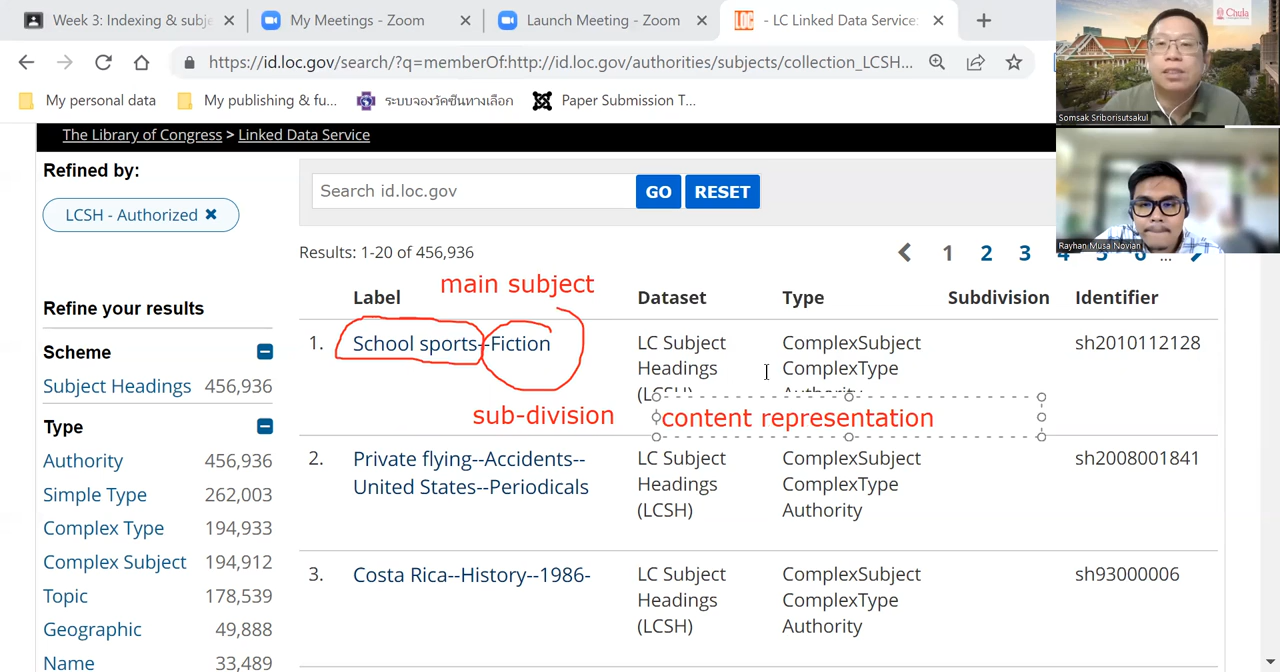 Week 3: Indexing & subje
My Meetings - Zoom
Launch Meeting - Zoom
LOC
- LC Linked Data Service:
https://id.loc.gov/search/?q=memberOf:http://id.loc.gov/authorities/subjects/collection_LCSH...
My personal data
My publishing & fu...
ระบบจองวัคซีนทางเลือก
Paper Submission T...
Chula
Somsak Sriborisutsakul
Rayhan Musa Novian
The Library of Congress > Linked Data Service
Refined by:
LCSH - Authorized
Search id.loc.gov
GO
RESET
Results: 1-20 of 456,936
1 2 3 4 5 6 ...
main subject
Refine your results
Scheme
Subject Headings 456,936
Type
Authority 456,936
Simple Type 262,003
Complex Type 194,933
Complex Subject 194,912
Topic 178,539
Geographic 49,888
Name 33,489
Label Dataset Type Subdivision Identifier
1. School sports--Fiction LC Subject ComplexSubject sh2010112128
Headings ComplexType
(LCSH) Authority
sub-division content representation
2. Private flying--Accidents-- LC Subject ComplexSubject sh2008001841
United States--Periodicals Headings ComplexType
(LCSH) Authority
3. Costa Rica--History--1986- LC Subject ComplexSubject sh93000006
Headings ComplexType
(LCSH) Authority